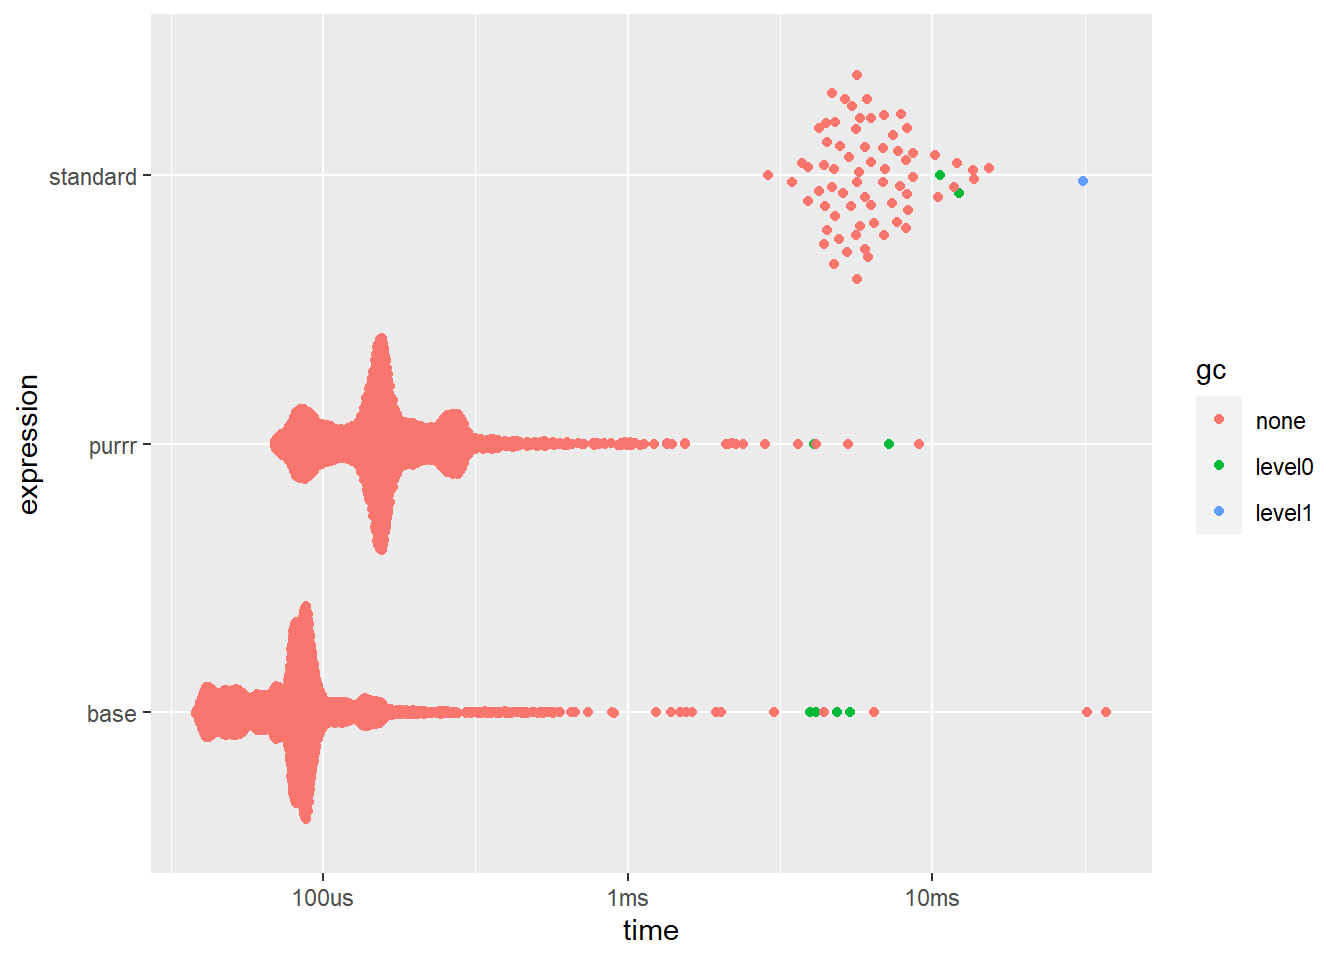 standard
purrr
base
expression
100us
1ms
10ms
time
gc
none
level0
level1